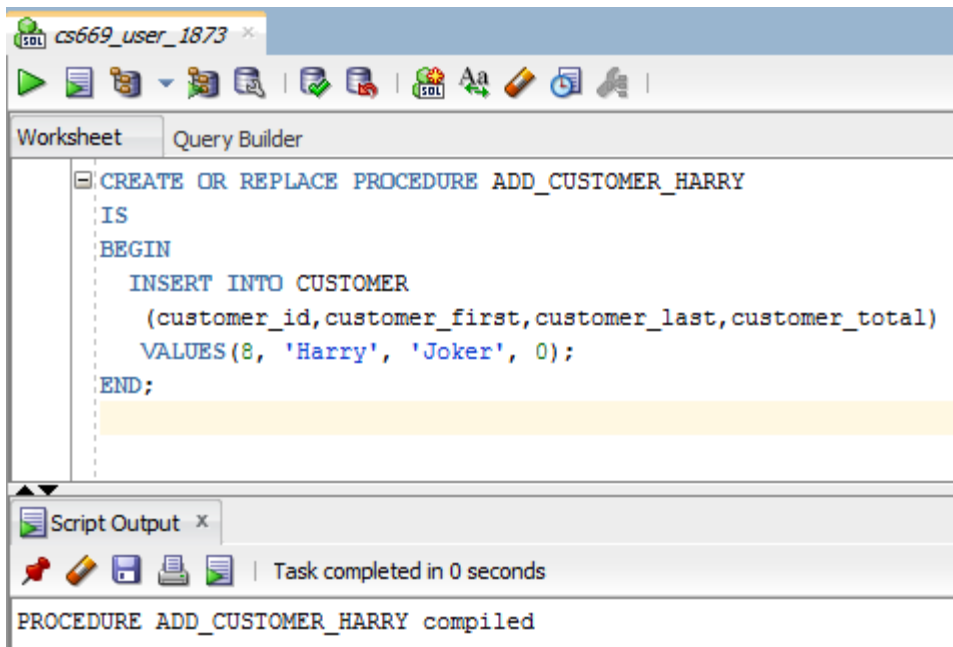 cs669_user_1873
SQL
Worksheet Query Builder
CREATE OR REPLACE PROCEDURE ADD_CUSTOMER_HARRY
IS
BEGIN
INSERT INTO CUSTOMER
(customer_id,customer_first,customer_last,customer_total)
VALUES(8, 'Harry', 'Joker', 0);
END;
Script Output x
Task completed in 0 seconds
PROCEDURE ADD_CUSTOMER_HARRY compiled